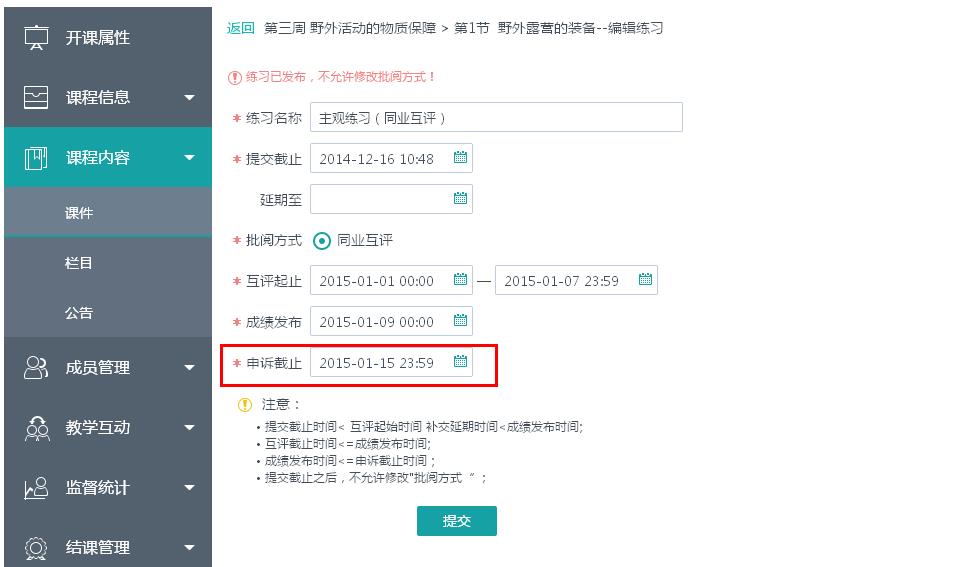 开课属性
课程信息
课程内容
课件
栏目
公告
成员管理
教学互动
监督统计
结课管理
返回 第三周 野外活动的物质保障 > 第1节 野外露营的装备--编辑练习
练习已发布，不允许修改批阅方式！
* 练习名称 主观练习（同业互评）
* 提交截止 2014-12-16 10:48
延期至
* 批阅方式 同业互评
* 互评起止 2015-01-01 00:00 — 2015-01-07 23:59
* 成绩发布 2015-01-09 00:00
* 申诉截止 2015-01-15 23:59
注意：
• 提交截止时间< 互评起始时间 补交延期时间<成绩发布时间;
• 互评截止时间<=成绩发布时间;
• 成绩发布时间<=申诉截止时间；
• 提交截止之后，不允许修改"批阅方式 “ ；
提交